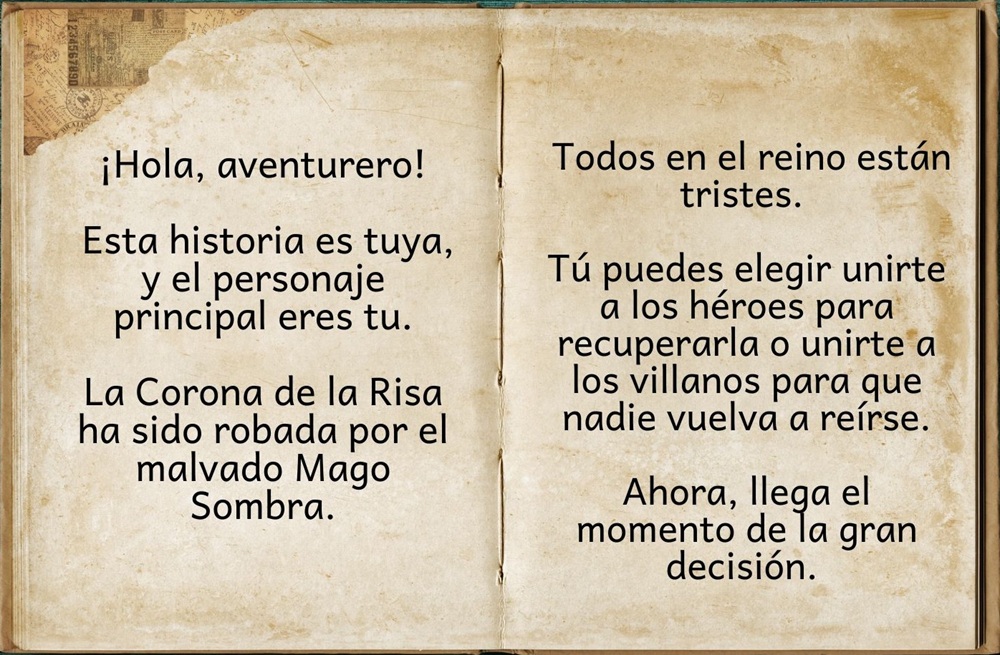 1234567890
¡Hola, aventurero!
Esta historia es tuya,
y el personaje
principal eres tu.
La Corona de la Risa
ha sido robada por el
malvado Mago
Sombra.
Todos en el reino están
tristes.
Tú puedes elegir unirte
a los héroes para
recuperarla o unirte a
los villanos para que
nadie vuelva a reírse.
Ahora, llega el
momento de la gran
decisión.